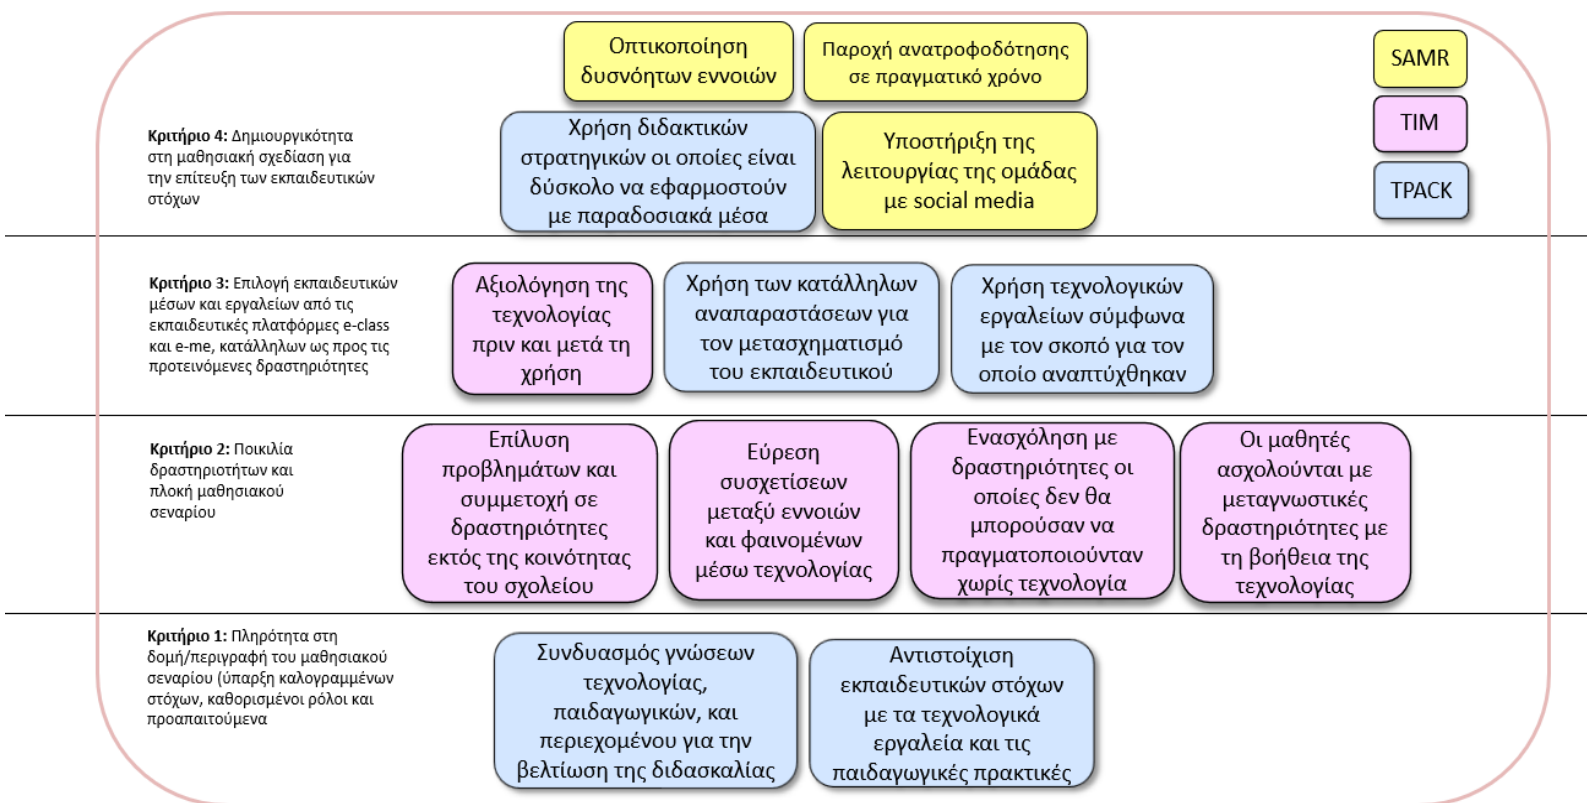 Οπτικοποίηση
δυσνόητων εννοιών
Παροχή ανατροφοδότησης
σε πραγματικό χρόνο
SAMR
TIM
TPACK
Κριτήριο 4: Δημιουργικότητα
στη μαθησιακή σχεδίαση για
την επίτευξη των εκπαιδευτικών
στόχων
Χρήση διδακτικών
στρατηγικών οι οποίες είναι
δύσκολο να εφαρμοστούν
με παραδοσιακά μέσα
Υποστήριξη της
λειτουργίας της ομάδας
με social media
Κριτήριο 3: Επιλογή εκπαιδευτικών
μέσων και εργαλείων από τις
εκπαιδευτικές πλατφόρμες e-class
και e-me, κατάλληλων ως προς τις
προτεινόμενες δραστηριότητες
Αξιολόγηση της
τεχνολογίας
πριν και μετά τη
χρήση
Χρήση των κατάλληλων
αναπαραστάσεων για
τον μετασχηματισμό
του εκπαιδευτικού
Χρήση τεχνολογικών
εργαλείων σύμφωνα
με τον σκοπό για τον
οποίο αναπτύχθηκαν
Κριτήριο 2: Ποικιλία
δραστηριοτήτων και
πλοκή μαθησιακού
σεναρίου
Επίλυση
προβλημάτων και
συμμετοχή σε
δραστηριότητες
εκτός της κοινότητας
του σχολείου
Εύρεση
συσχετίσεων
μεταξύ εννοιών
και φαινομένων
μέσω τεχνολογίας
Ενασχόληση με
δραστηριότητες οι
οποίες δεν θα
μπορούσαν να
πραγματοποιούνταν
χωρίς τεχνολογία
Οι μαθητές
ασχολούνται με
μεταγνωστικές
δραστηριότητες με
τη βοήθεια της
τεχνολογίας
Κριτήριο 1: Πληρότητα στη
δομή/περιγραφή του μαθησιακού
σεναρίου (ύπαρξη καλογραμμένων
στόχων, καθορισμένοι ρόλοι και
προαπαιτούμενα
Συνδυασμός γνώσεων
τεχνολογίας,
παιδαγωγικών, και
περιεχομένου για την
βελτίωση της διδασκαλίας
Αντιστοίχιση
εκπαιδευτικών στόχων
με τα τεχνολογικά
εργαλεία και τις
παιδαγωγικές πρακτικές